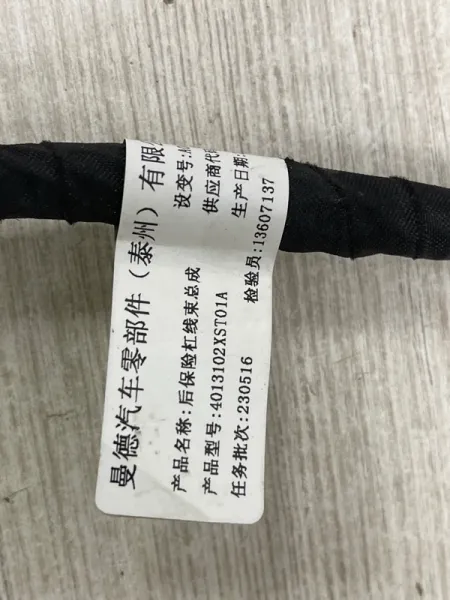 曼德汽车零部件（泰州）有限
产品名称:后保险杠线束总成
产品型号:4013102XST01A
任务批次:230516
设变号:
供应商代
生产日期:
检验员:13607137